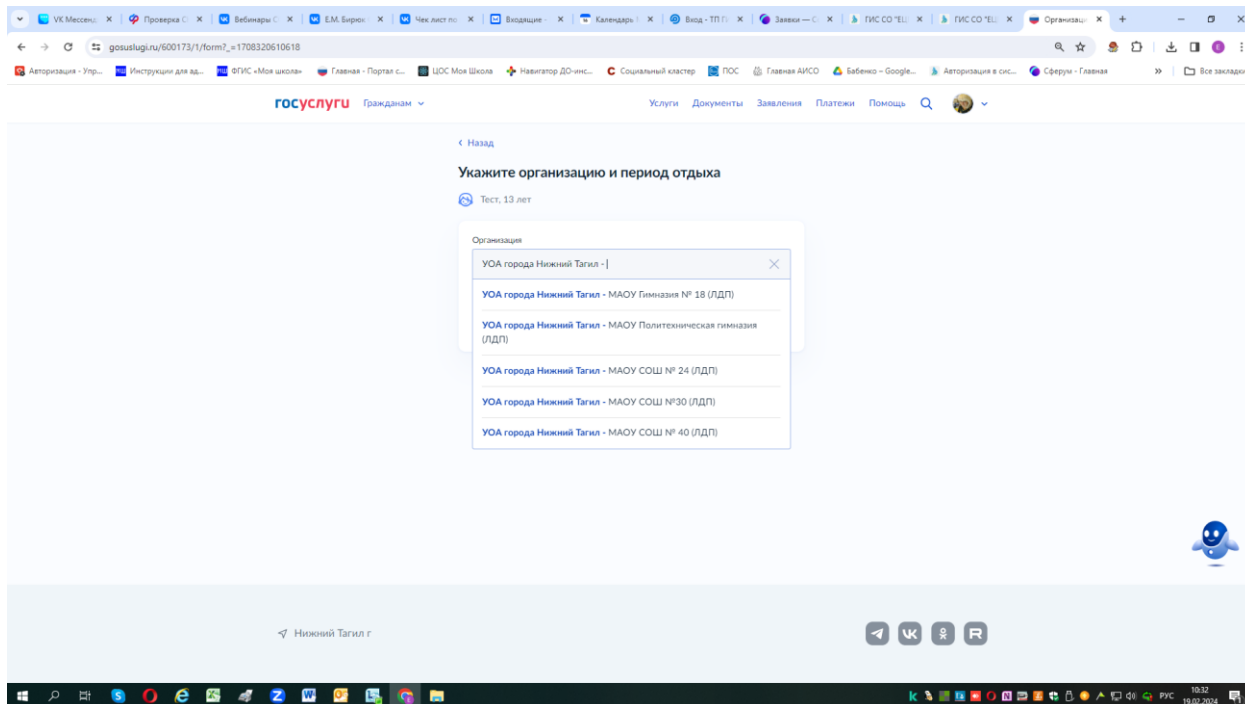 VK Мессенд
Проверка С
Вебинары С
Е.М. Бирюк
Чек лист по
Входящие -
Календарь
Вход - ТП Г
Заявки — С
ГИС СО "ЕЦ
ГИС СО "ЕЦ
Организаци
gosuslugi.ru/600173/1/form?_=1708320610618
Авторизация - Упр...
Инструкции для ад...
ФГИС «Моя школа»
Главная - Портал с...
ЦОС Моя Школа
Навигатор ДО-инс...
Социальный кластер
ПОС
Главная АИСО
Бабенко – Google...
Авторизация в сис...
Сферум - Главная
»
Все закладки
госуслуги Гражданам
Услуги Документы Заявления Платежи Помощь
Назад
Укажите организацию и период отдыха
Тест, 13 лет
Организация
УОА города Нижний Тагил -
УОА города Нижний Тагил - МАОУ Гимназия № 18 (ЛДП)
УОА города Нижний Тагил - МАОУ Политехническая гимназия
(ЛДП)
УОА города Нижний Тагил - МАОУ СОШ № 24 (ЛДП)
УОА города Нижний Тагил - МАОУ СОШ №30 (ЛДП)
УОА города Нижний Тагил - МАОУ СОШ № 40 (ЛДП)
Нижний Тагил г
РУС
10:32
19.02.2024